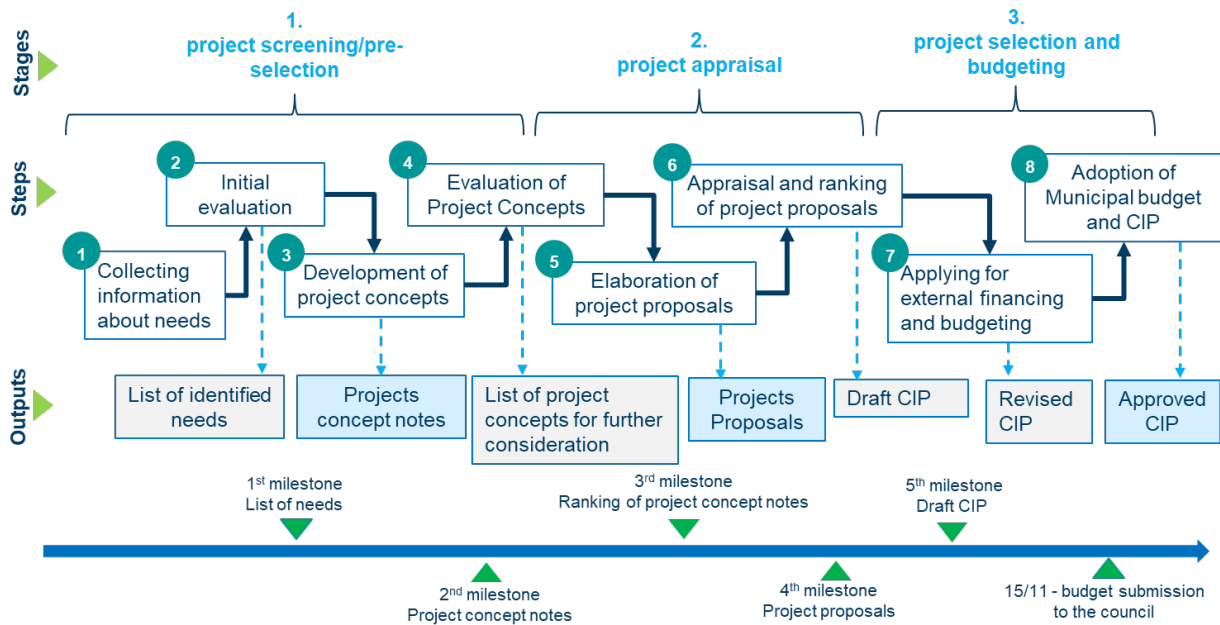 Stages
1.
project screening/pre-
selection
2.
project appraisal
3.
project selection and
budgeting
Steps
1
Collecting
information
about needs
2
Initial
evaluation
3
Development of
project concepts
4
Evaluation of
Project Concepts
5
Elaboration of
project proposals
6
Appraisal and ranking
of project proposals
7
Applying for
external financing
and budgeting
8
Adoption of
Municipal budget
and CIP
Outputs
List of identified
needs
Projects
concept notes
List of project
concepts for further
consideration
Projects
Proposals
Draft CIP
Revised
CIP
Approved
CIP
1st milestone
List of needs
2nd milestone
Project concept notes
3rd milestone
Ranking of project concept notes
4th milestone
Project proposals
5th milestone
Draft CIP
15/11 - budget submission
to the council